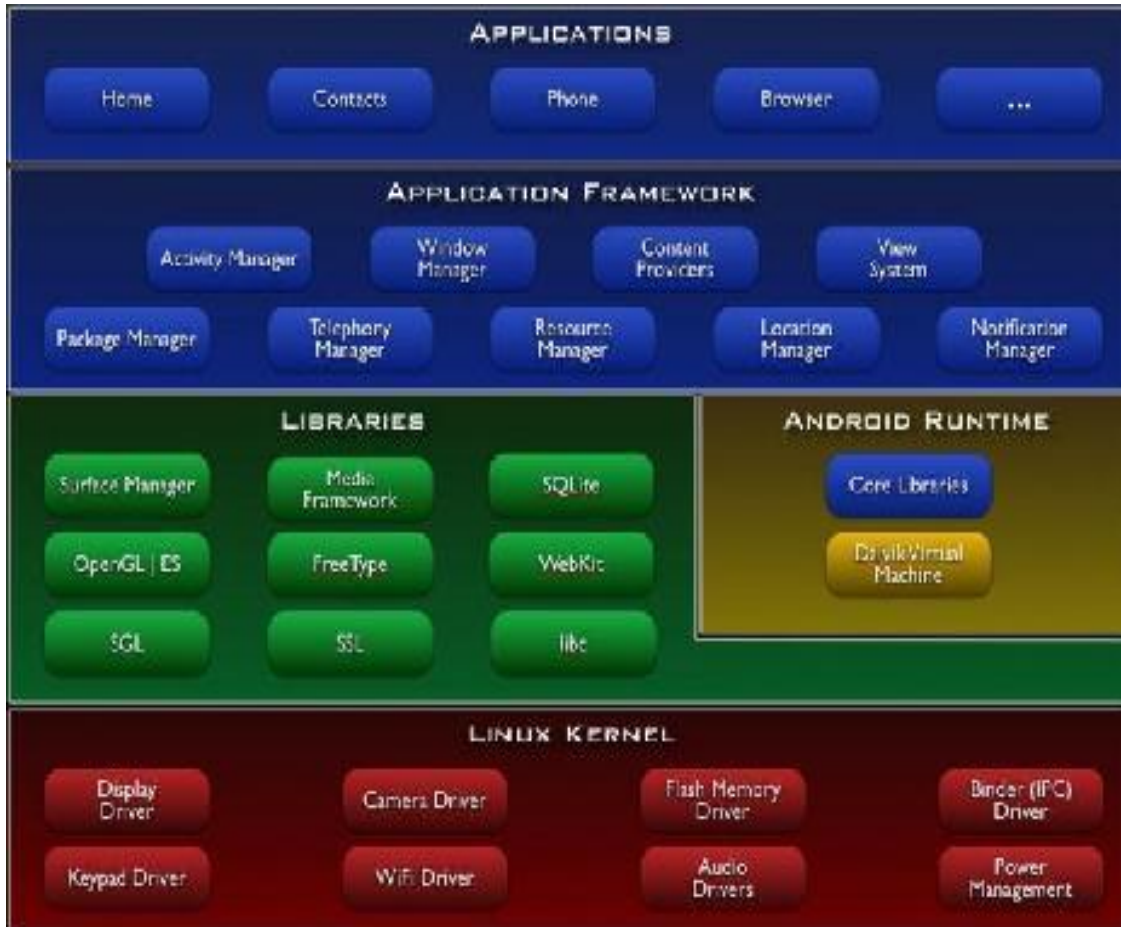 APPLICATIONS
Home
Contacts
Phone
Browser
...
APPLICATION FRAMEWORK
Activity Manager
Window
Manager
Content
Providers
View
System
Package Manager
Telephony
Manager
Resource
Manager
Location
Manager
Notification
Manager
LIBRARIES
Surface Manager
Media
Framework
SQLite
OpenGL | ES
FreeType
WebKit
SGL
SSL
libc
ANDROID RUNTIME
Core Libraries
Dalvik Virtual
Machine
LINUX KERNEL
Display
Driver
Camera Driver
Flash Memory
Driver
Binder (IPC)
Driver
Keypad Driver
WiFi Driver
Audio
Drivers
Power
Management